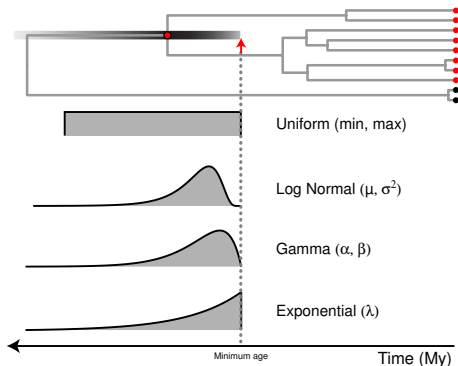 Uniform (min, max)
Log Normal (μ, σ²)
Gamma (α, β)
Exponential (λ)
Minimum age
Time (My)